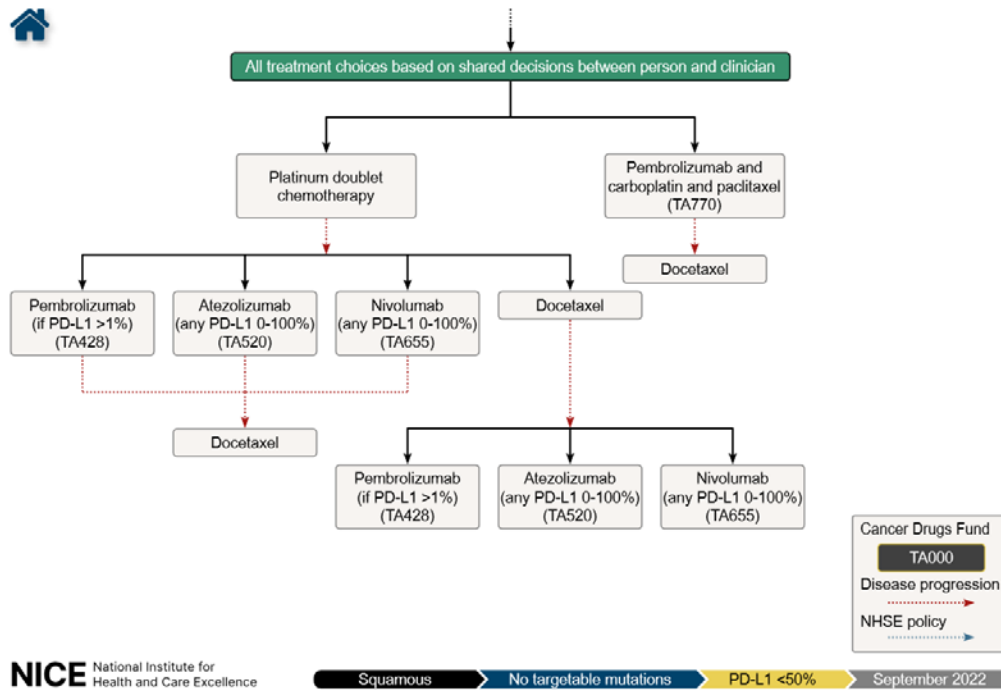 All treatment choices based on shared decisions between person and clinician
Platinum doublet
chemotherapy
Pembrolizumab and
carboplatin and paclitaxel
(TA770)
Docetaxel
Pembrolizumab
(if PD-L1 >1%)
(TA428)
Atezolizumab
(any PD-L1 0-100%)
(TA520)
Nivolumab
(any PD-L1 0-100%)
(TA655)
Docetaxel
Docetaxel
Pembrolizumab
(if PD-L1 >1%)
(TA428)
Atezolizumab
(any PD-L1 0-100%)
(TA520)
Nivolumab
(any PD-L1 0-100%)
(TA655)
Cancer Drugs Fund
TA000
Disease progression
NHSE policy
NICE National Institute for
Health and Care Excellence
Squamous
No targetable mutations
PD-L1 <50%
September 2022